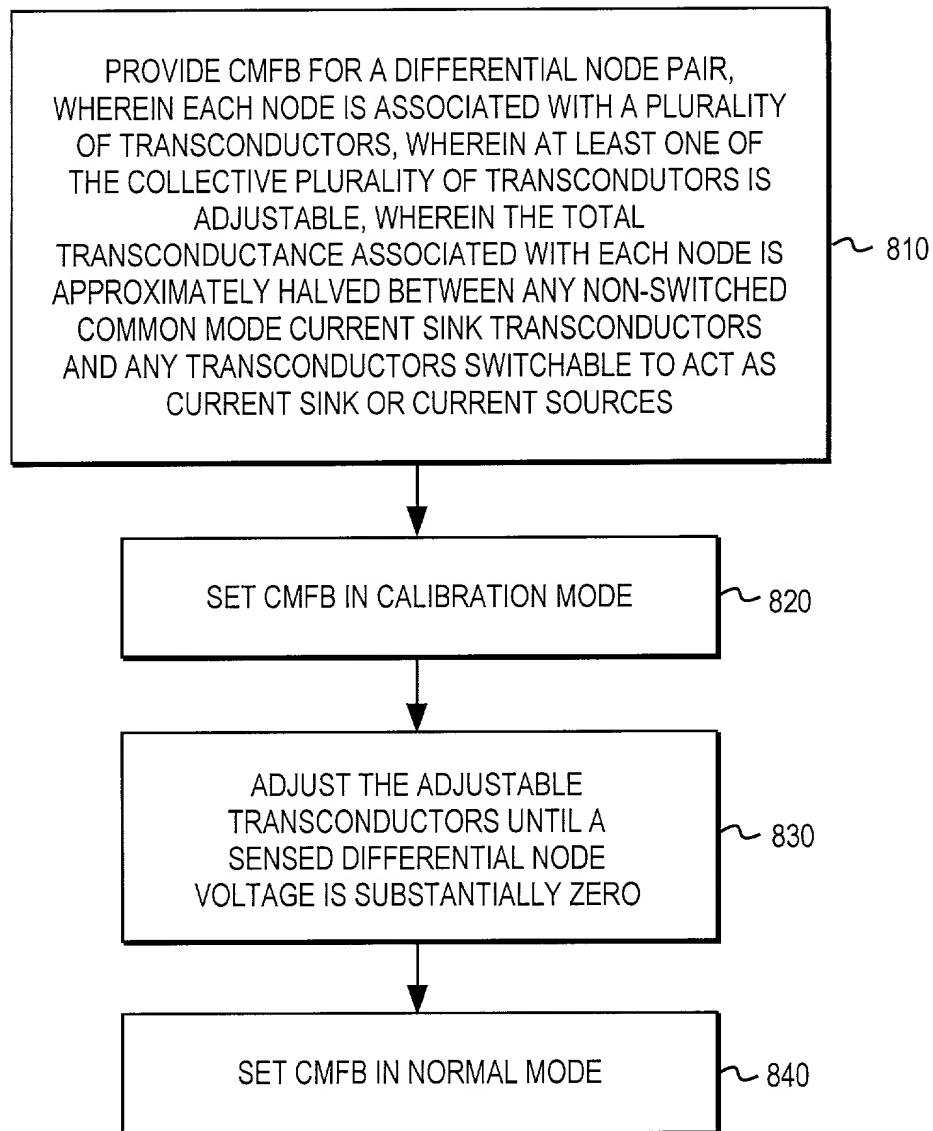 PROVIDE CMFB FOR A DIFFERENTIAL NODE PAIR,
WHEREIN EACH NODE IS ASSOCIATED WITH A PLURALITY
OF TRANSCONDUCTORS, WHEREIN AT LEAST ONE OF
THE COLLECTIVE PLURALITY OF TRANSCONDUTORS IS
ADJUSTABLE, WHEREIN THE TOTAL
TRANSCONDUCTANCE ASSOCIATED WITH EACH NODE IS
APPROXIMATELY HALVED BETWEEN ANY NON-SWITCHED
COMMON MODE CURRENT SINK TRANSCONDUCTORS
AND ANY TRANSCONDUCTORS SWITCHABLE TO ACT AS
CURRENT SINK OR CURRENT SOURCES
810
SET CMFB IN CALIBRATION MODE
820
ADJUST THE ADJUSTABLE
TRANSCONDUCTORS UNTIL A
SENSED DIFFERENTIAL NODE
VOLTAGE IS SUBSTANTIALLY ZERO
830
SET CMFB IN NORMAL MODE
840